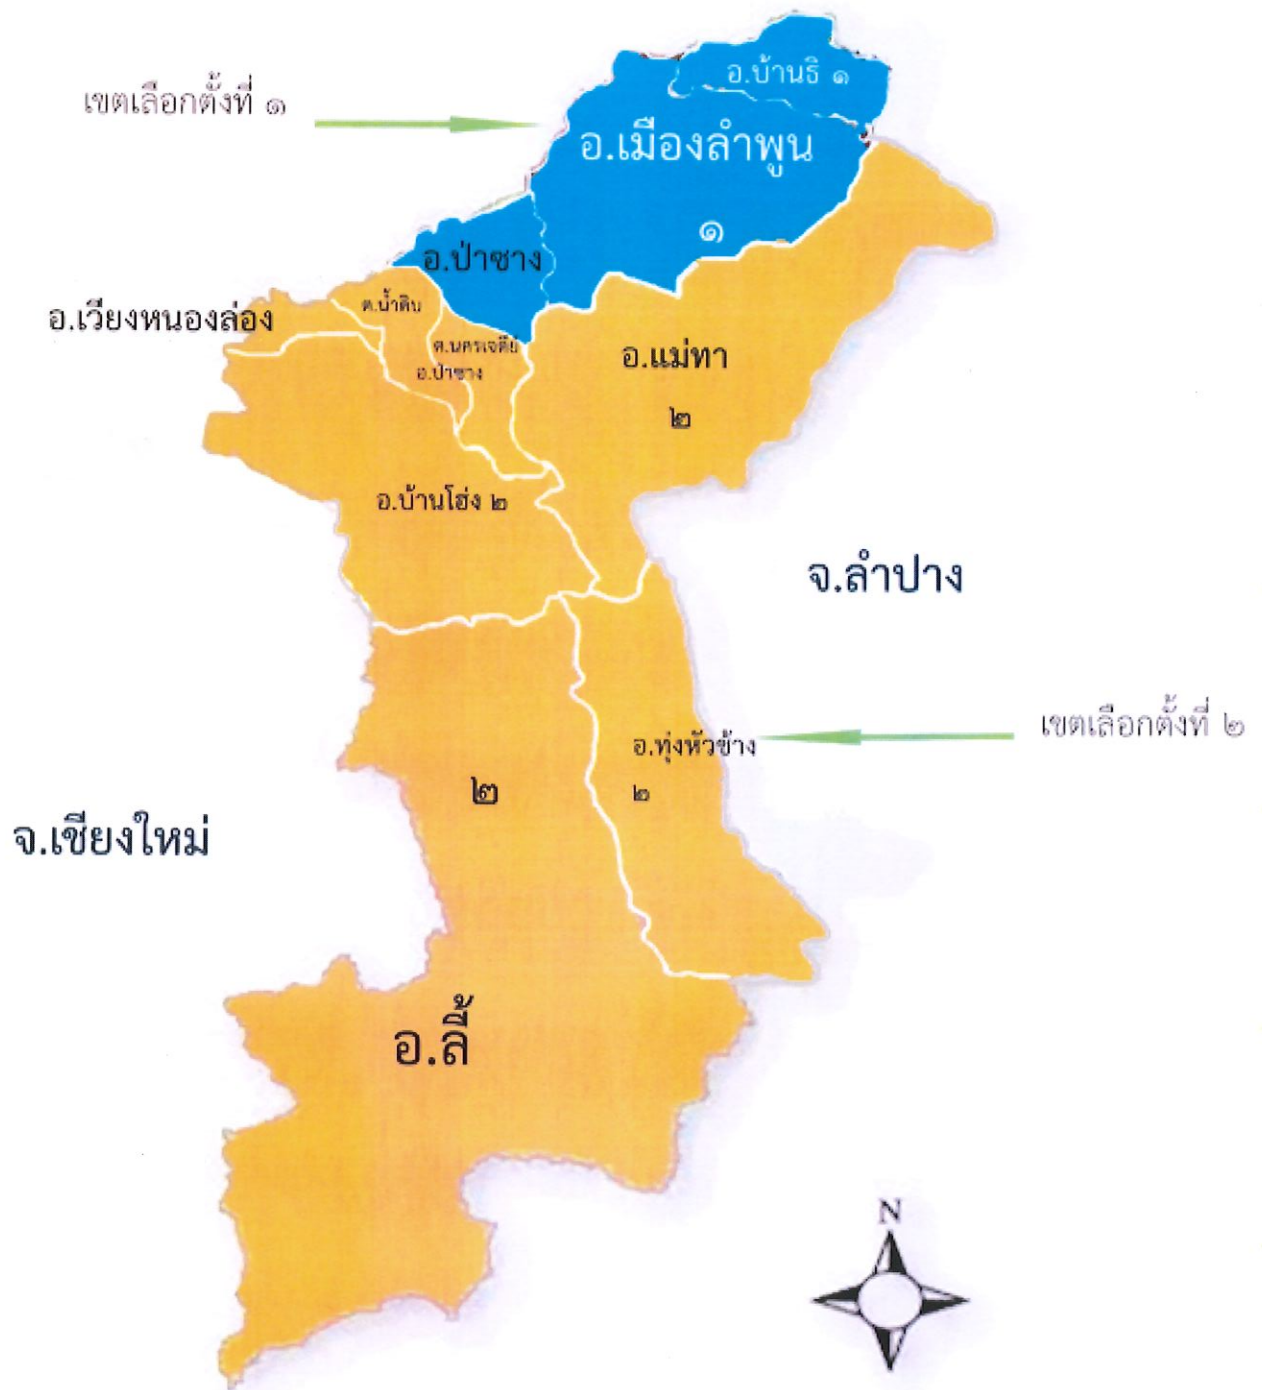 อ.บ้านธิ ๑
เขตเลือกตั้งที่ ๑
อ.เมืองลำพูน
๑
อ.ป่าซาง
ต.น้ำดิบ
อ.เวียงหนองล่อง
ต.นครเจดีย์
อ.ป่าซาง
อ.แม่ทา
๒
อ.บ้านโฮ่ง ๒
จ.ลำปาง
เขตเลือกตั้งที่ ๒
อ.ทุ่งหัวช้าง
๒
๒
จ.เชียงใหม่
อ.ลี้
N